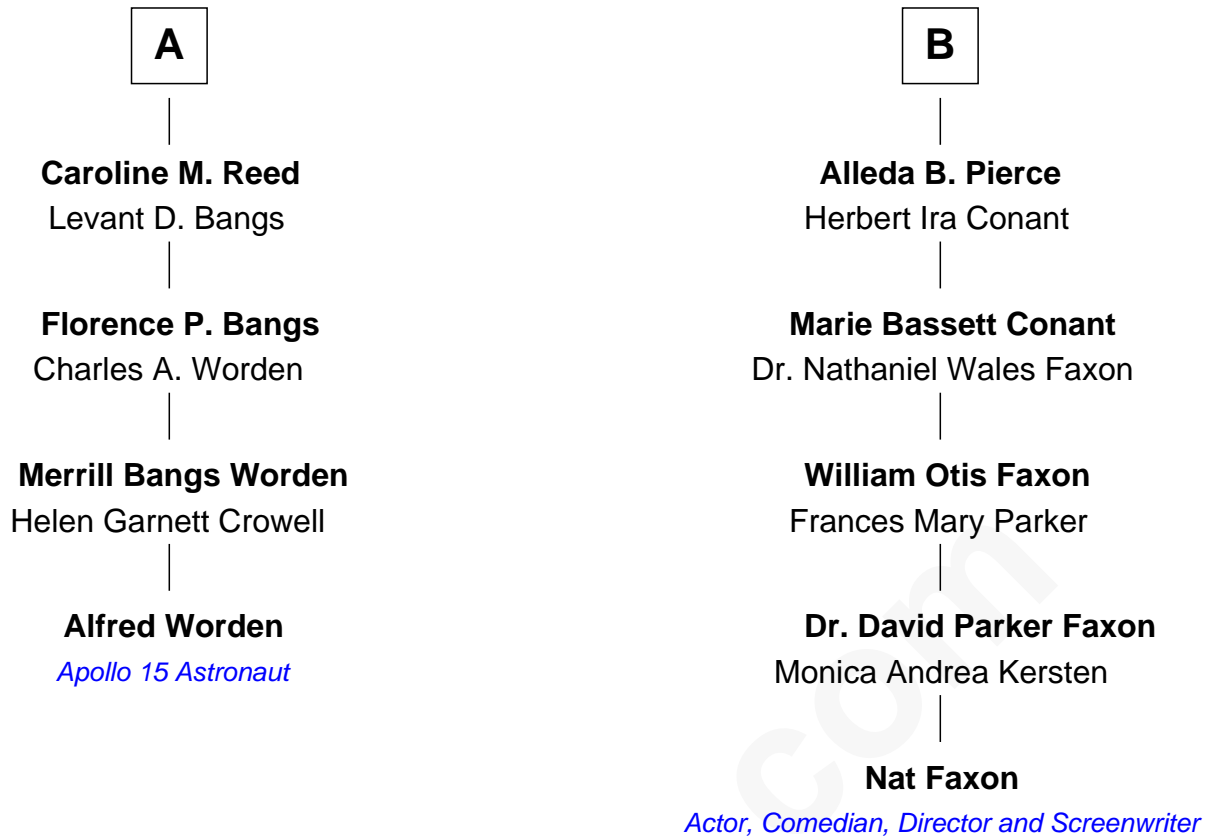 A
Caroline M. Reed
Levant D. Bangs
Florence P. Bangs
Charles A. Worden
Merrill Bangs Worden
Helen Garnett Crowell
Alfred Worden
Apollo 15 Astronaut
B
Alleda B. Pierce
Herbert Ira Conant
Marie Bassett Conant
Dr. Nathaniel Wales Faxon
William Otis Faxon
Frances Mary Parker
Dr. David Parker Faxon
Monica Andrea Kersten
Nat Faxon
Actor, Comedian, Director and Screenwriter
com